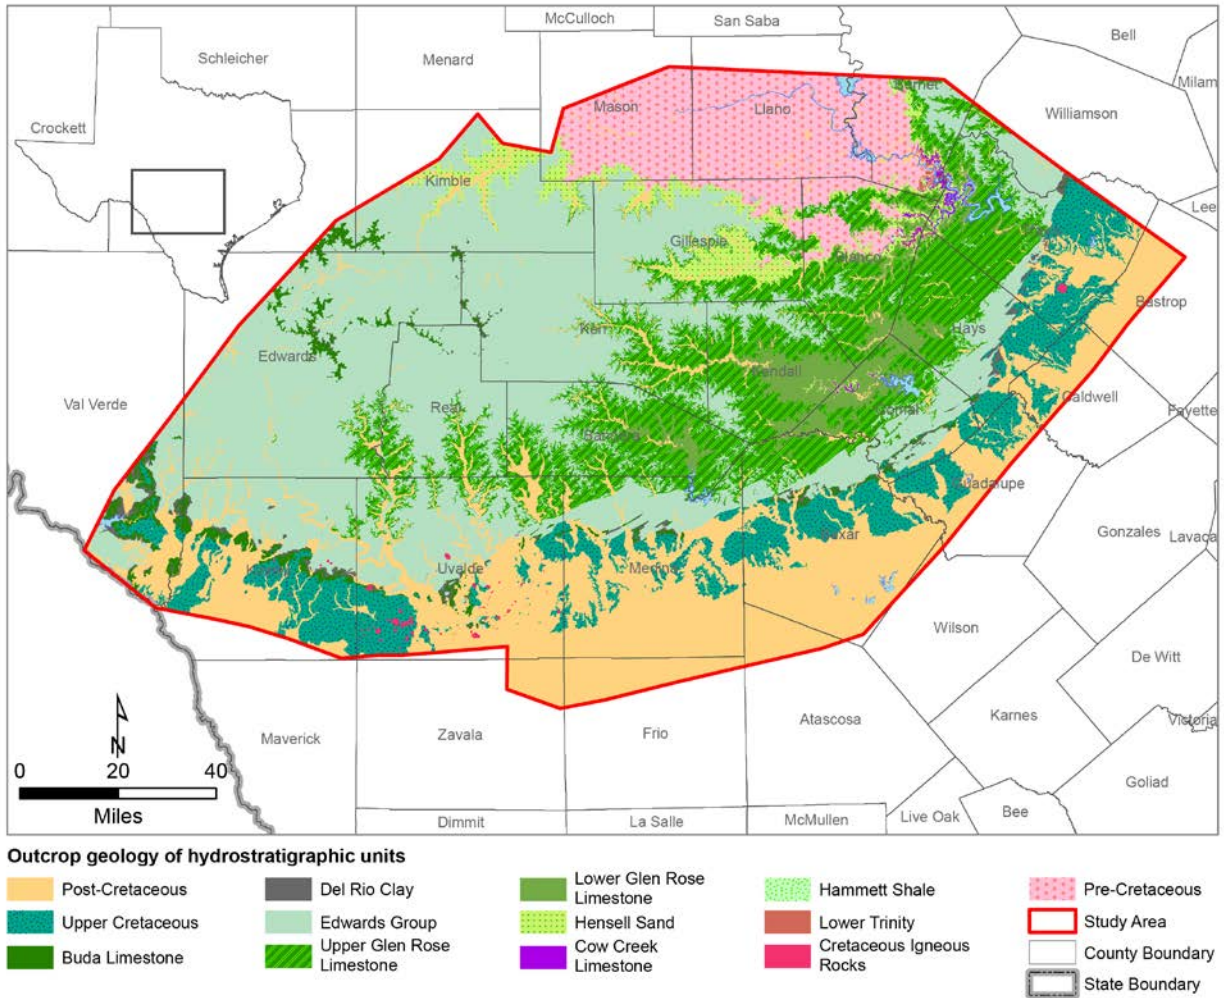 McCulloch
San Saba
Bell
Schleicher
Menard
Milam
Burnet
Mason
Llano
Williamson
Crockett
Kimble
Lee
Gillespie
Travis
Blanco
Bastrop
Kerr
Hays
Edwards
Kendall
Caldwell
Val Verde
Real
Comal
Fayette
Bandera
Guadalupe
Gonzales
Lavaca
Bexar
Kinney
Uvalde
Medina
Wilson
De Witt
Karnes
Victoria
Atascosa
Maverick
Zavala
Frio
Goliad
N
0 20 40
Miles
Dimmit
La Salle
McMullen
Live Oak
Bee
Outcrop geology of hydrostratigraphic units
Post-Cretaceous
Upper Cretaceous
Buda Limestone
Del Rio Clay
Edwards Group
Upper Glen Rose
Limestone
Lower Glen Rose
Limestone
Hensell Sand
Cow Creek
Limestone
Hammett Shale
Lower Trinity
Cretaceous Igneous
Rocks
Pre-Cretaceous
Study Area
County Boundary
State Boundary